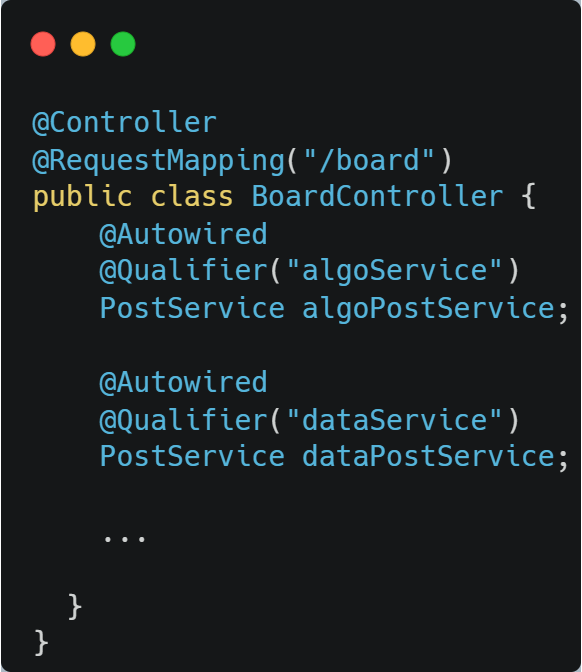 @Controller
@RequestMapping("/board")
public class BoardController {
    @Autowired
    @Qualifier("algoService")
    PostService algoPostService;

    @Autowired
    @Qualifier("dataService")
    PostService dataPostService;

    ...

  }
}